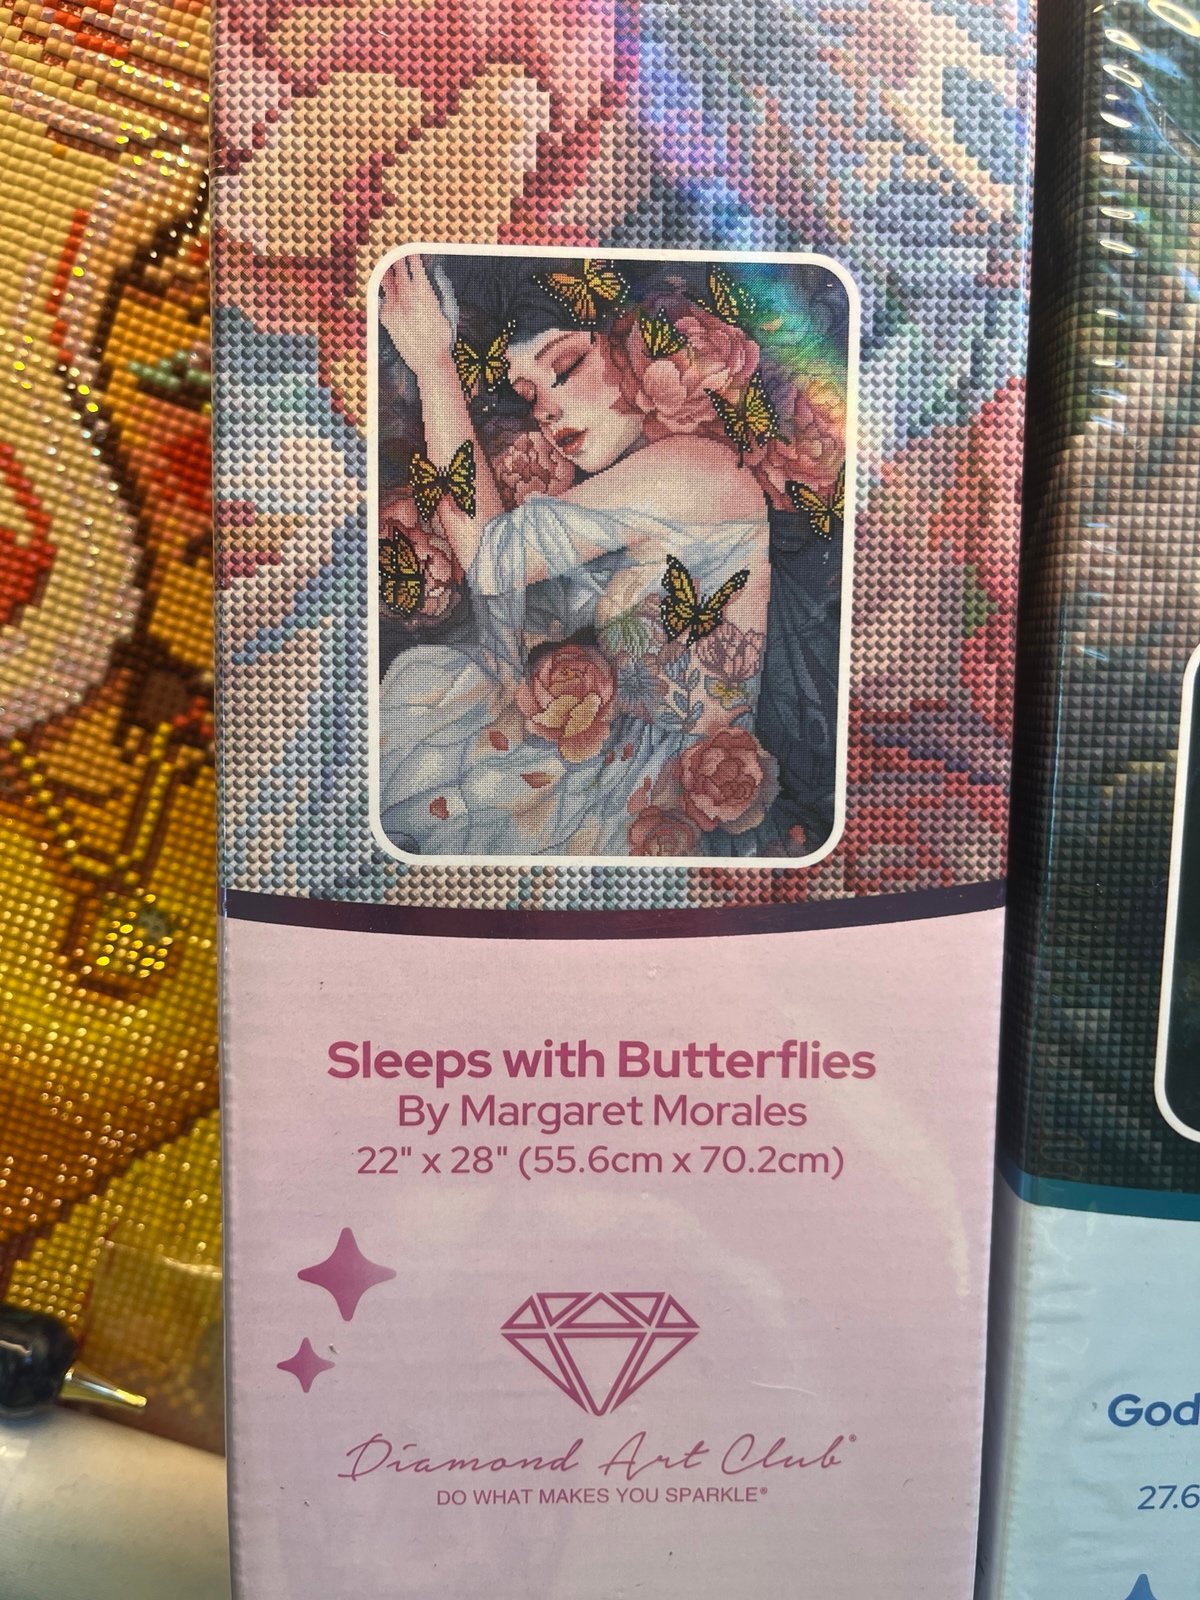 Sleeps with Butterflies
By Margaret Morales
22" x 28" (55.6cm x 70.2cm)
Diamond Art Club®
DO WHAT MAKES YOU SPARKLE®
God
27.6